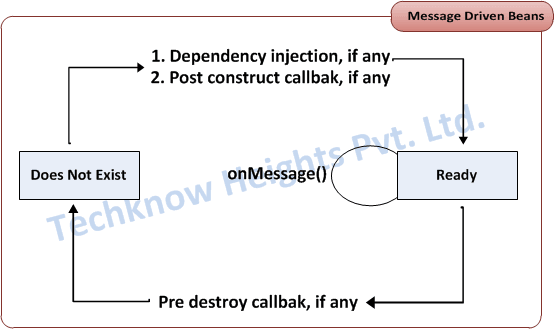 Message Driven Beans
1. Dependency injection, if any
2. Post construct callbak, if any
Does Not Exist
onMessage()
Ready
Techknow Heights Pvt. Ltd.
Pre destroy callbak, if any